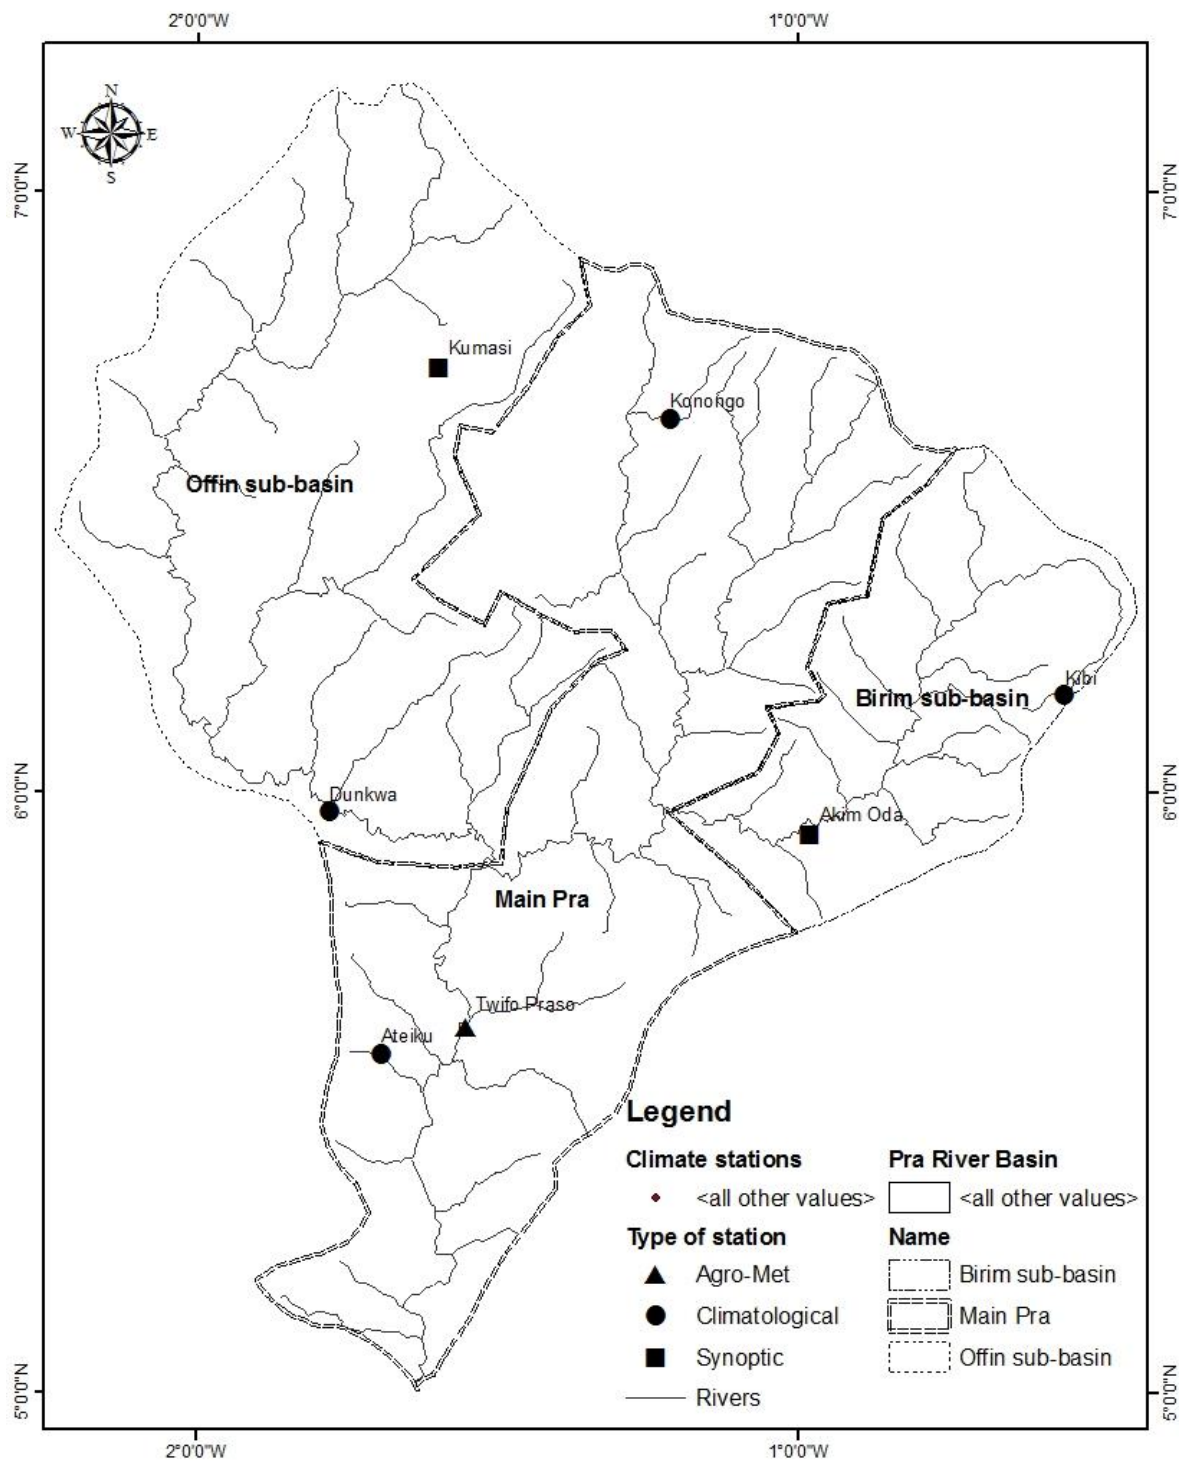 2°0'0"W 1°0'0"W
N
W E
S
7°0'0"N 7°0'0"N
Kumasi
Konongo
Offin sub-basin
Kibi
Birim sub-basin
6°0'0"N 6°0'0"N
Dunkwa
Akim Oda
Main Pra
Twifo Praso
Ateiku
Legend
Climate stations Pra River Basin
<all other values> <all other values>
Type of station Name
Agro-Met Birim sub-basin
Climatological Main Pra
Synoptic Offin sub-basin
Rivers
5°0'0"N 5°0'0"N
2°0'0"W 1°0'0"W